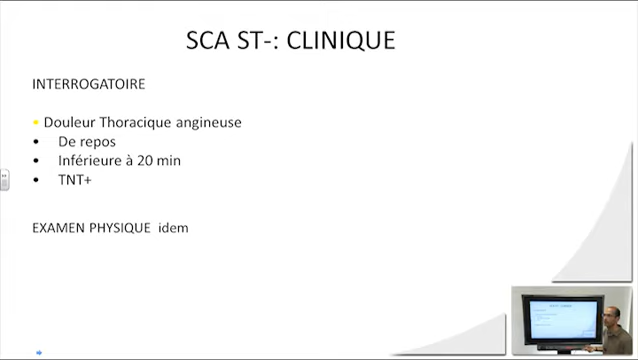 SCA ST-: CLINIQUE
INTERROGATOIRE
• Douleur Thoracique angineuse
• De repos
• Inférieure à 20 min
• TNT+
EXAMEN PHYSIQUE idem